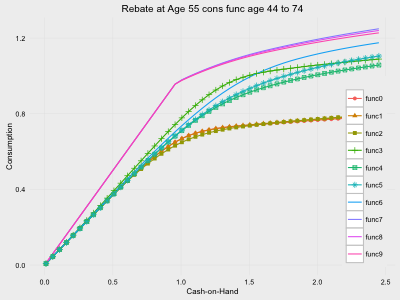 Rebate at Age 55 cons func age 44 to 74
Consumption
1.2
0.8
0.4
0.0
0.0 0.5 1.0 1.5 2.0 2.5
Cash-on-Hand
func0
func1
func2
func3
func4
func5
func6
func7
func8
func9